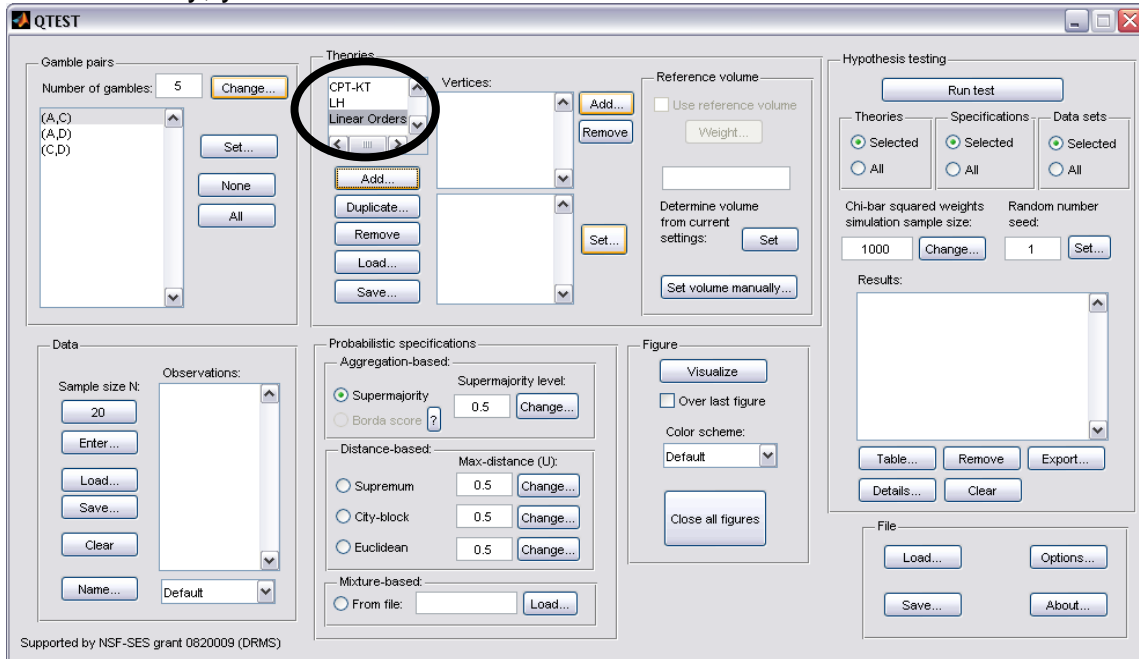 QTEST
Gamble pairs
Number of gambles: 5 Change...
(A,C)
(A,D)
(C,D)
Set...
None
All
Theories
CPT-KT
LH
Linear Orders
Add...
Duplicate...
Remove
Load...
Save...
Vertices:
Add...
Remove
Set...
Reference volume
Use reference volume
Weight...
Determine volume
from current
settings: Set
Set volume manually...
Hypothesis testing
Run test
Theories
Selected
All
Specifications
Selected
All
Data sets
Selected
All
Chi-bar squared weights
simulation sample size:
1000 Change...
Random number
seed:
1 Set...
Results:
Table... Remove Export...
Details... Clear
Data
Sample size N:
20
Enter...
Load...
Save...
Clear
Name...
Observations:
Default
Probabilistic specifications
Aggregation-based:
Supermajority
Borda score ?
Supermajority level:
0.5 Change...
Distance-based:
Max-distance (U):
Supremum 0.5 Change...
City-block 0.5 Change...
Euclidean 0.5 Change...
Mixture-based:
From file: Load...
Figure
Visualize
Over last figure
Color scheme:
Default
Close all figures
File
Load... Options...
Save... About...
Supported by NSF-SES grant 0820009 (DRMS)